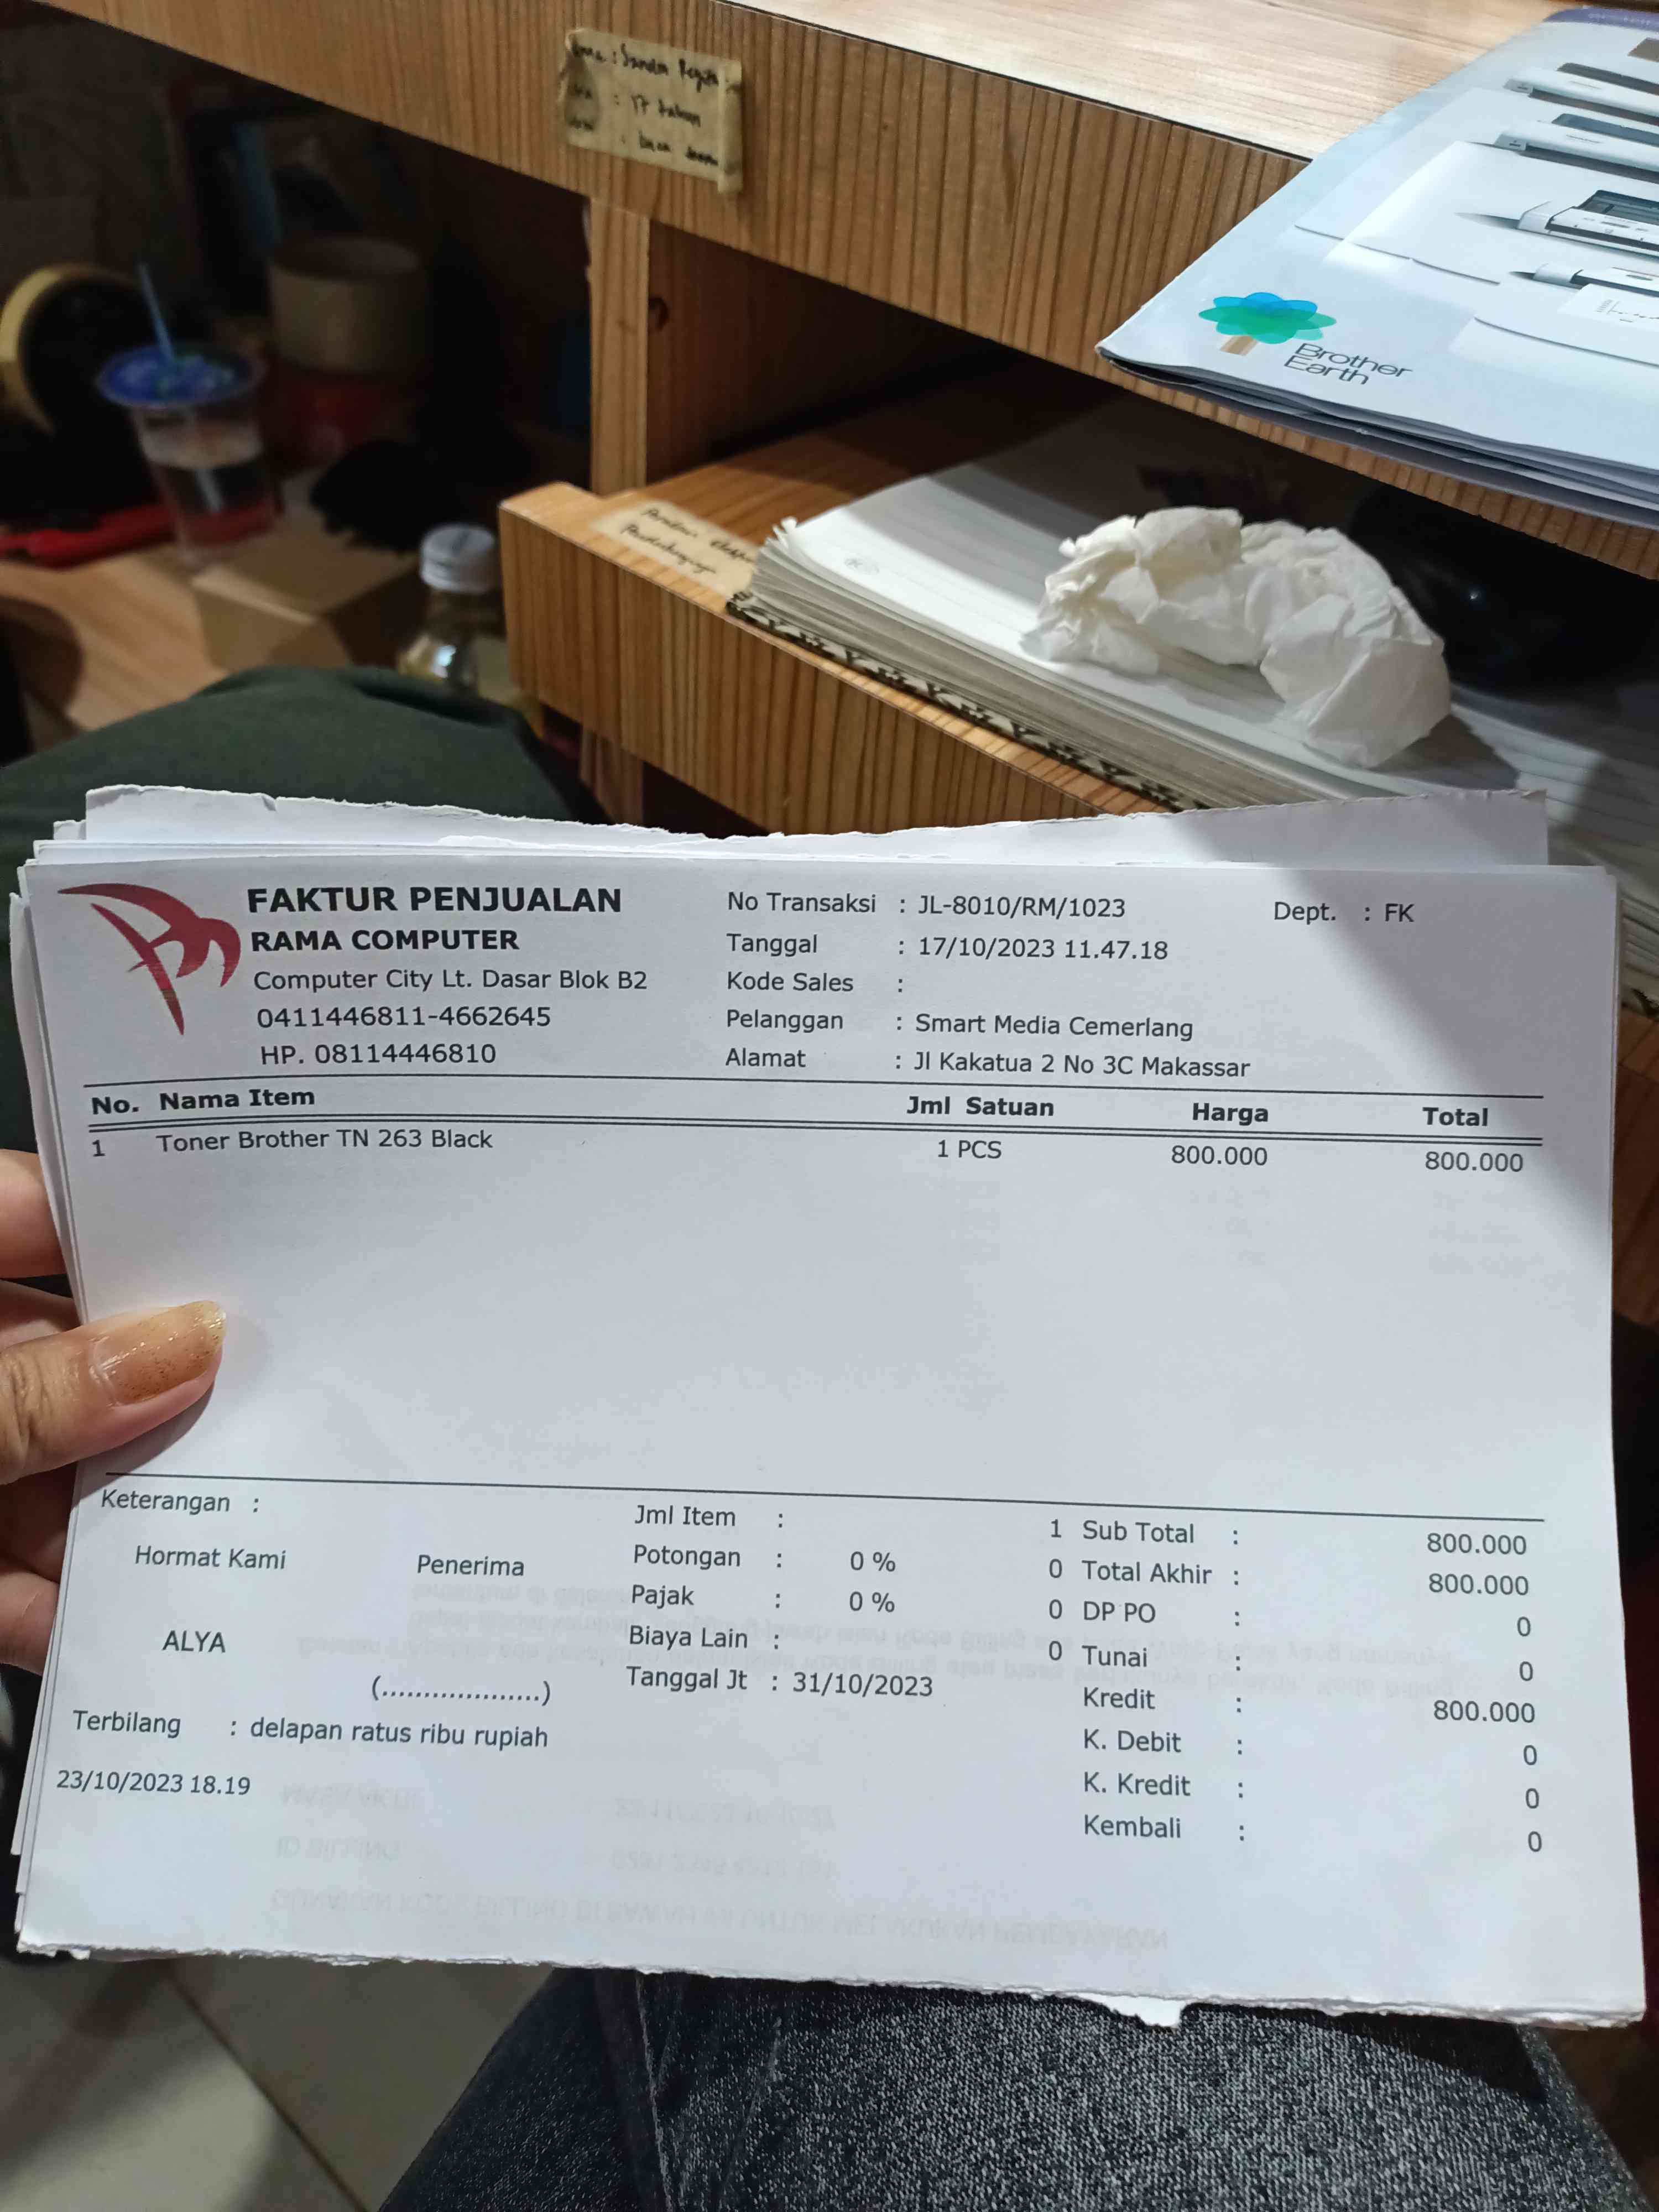 : Sandra
: 17 tahun
Brother
Earth
FAKTUR PENJUALAN
RAMA COMPUTER
Computer City Lt. Dasar Blok B2
0411446811-4662645
HP. 08114446810
No Transaksi : JL-8010/RM/1023
Dept. : FK
Tanggal : 17/10/2023 11.47.18
Kode Sales :
Pelanggan : Smart Media Cemerlang
Alamat : Jl Kakatua 2 No 3C Makassar
No. Nama Item Jml Satuan Harga Total
1 Toner Brother TN 263 Black 1 PCS 800.000 800.000
Keterangan :
Hormat Kami Penerima
ALYA
(...................)
Jml Item : 1
Potongan : 0 % 0
Pajak : 0 % 0
Biaya Lain : 0
Tanggal Jt : 31/10/2023
Sub Total : 800.000
Total Akhir : 800.000
DP PO : 0
Tunai : 0
Kredit : 800.000
K. Debit : 0
K. Kredit : 0
Kembali : 0
Terbilang : delapan ratus ribu rupiah
23/10/2023 18.19